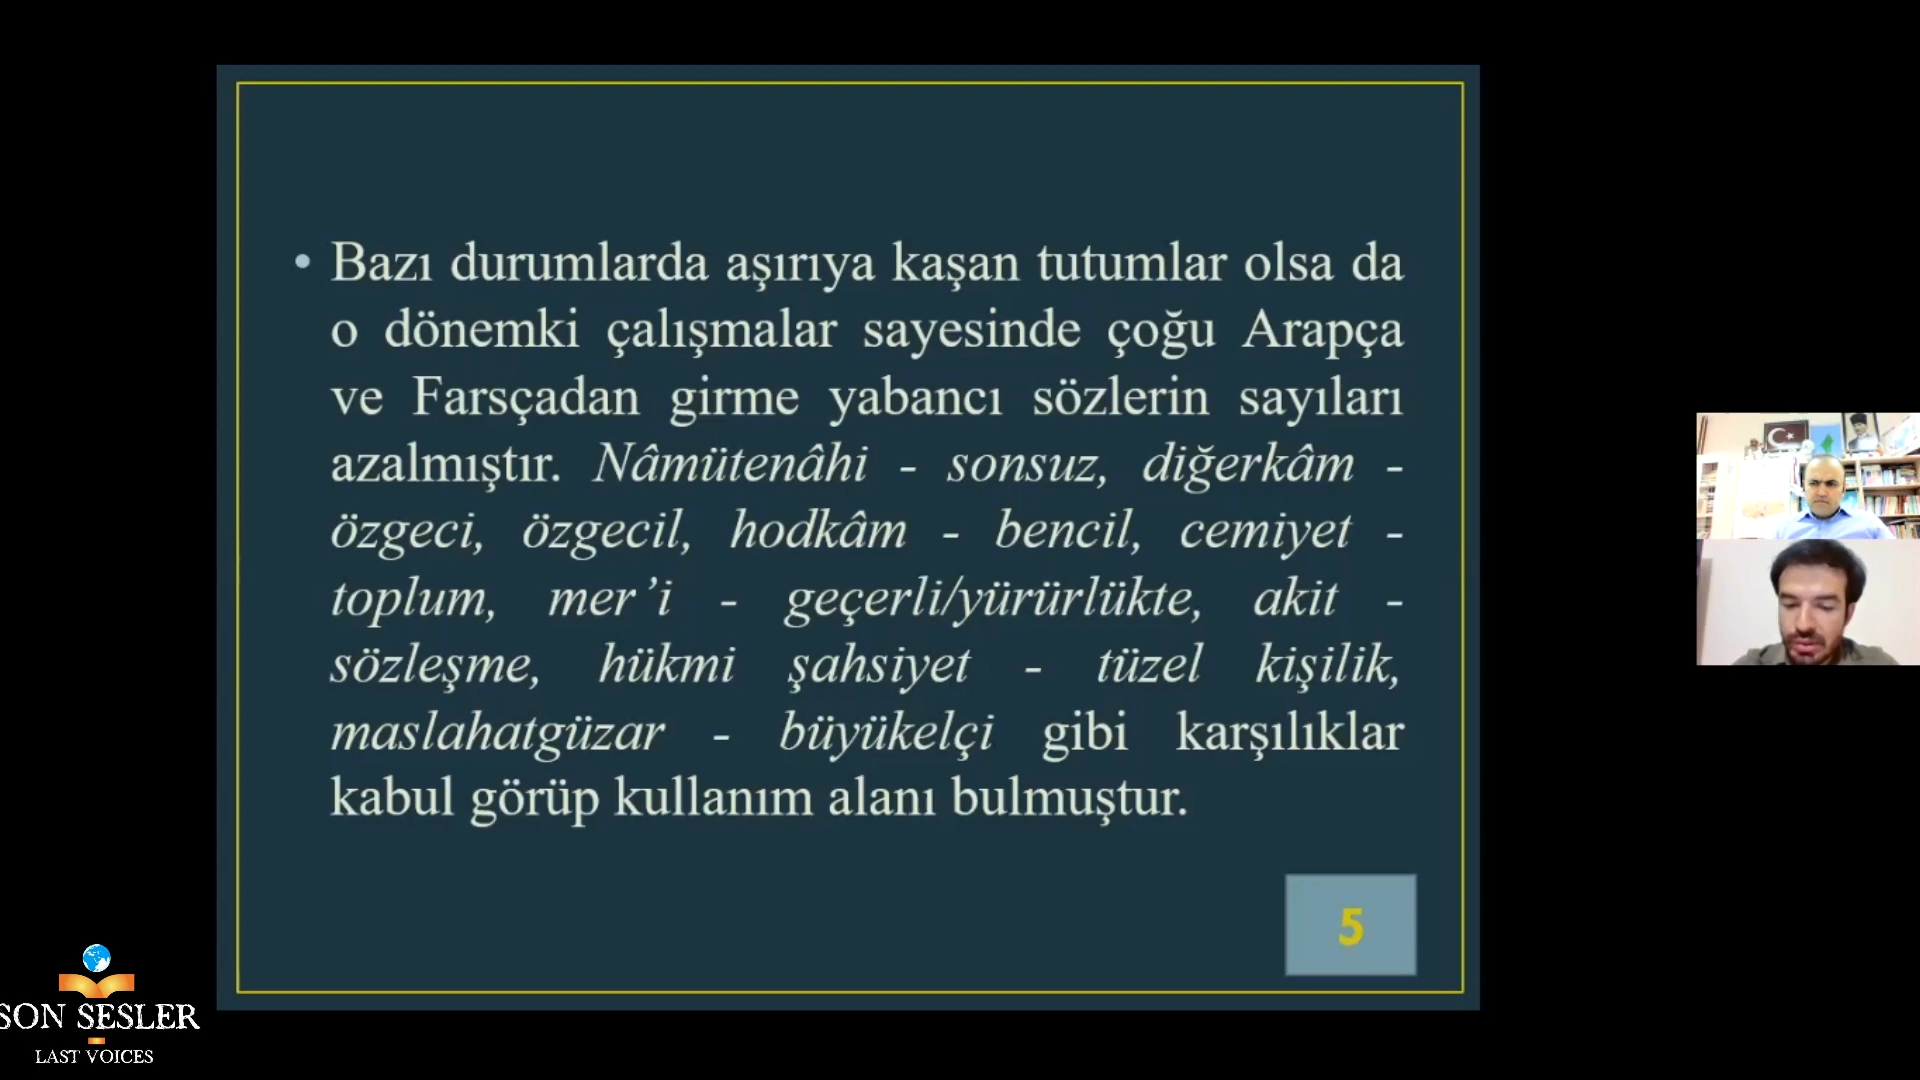 • Bazı durumlarda aşırıya kaşan tutumlar olsa da
o dönemki çalışmalar sayesinde çoğu Arapça
ve Farsçadan girme yabancı sözlerin sayıları
azalmıştır. Nâmütenâhi - sonsuz, diğerkâm -
özgeci, özgecil, hodkâm - bencil, cemiyet -
toplum, mer’i - geçerli/yürürlükte, akit -
sözleşme, hükmi şahsiyet - tüzel kişilik,
maslahatgüzar - büyükelçi gibi karşılıklar
kabul görüp kullanım alanı bulmuştur.
5
SON SESLER
LAST VOICES